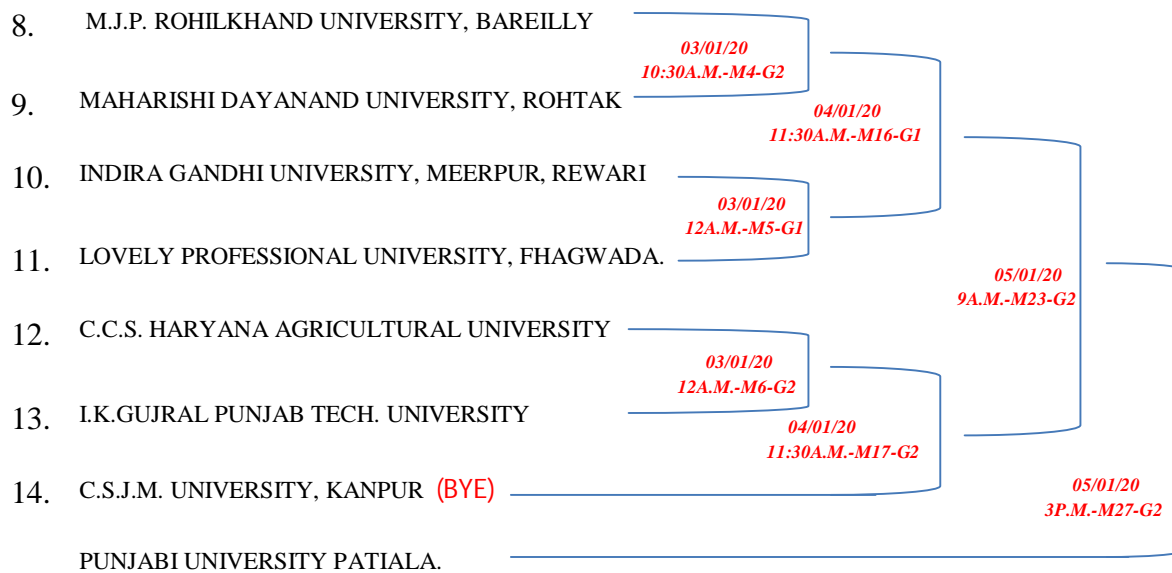 8. M.J.P. ROHILKHAND UNIVERSITY, BAREILLY
03/01/20
10:30A.M.-M4-G2
9. MAHARISHI DAYANAND UNIVERSITY, ROHTAK
04/01/20
11:30A.M.-M16-G1
10. INDIRA GANDHI UNIVERSITY, MEERPUR, REWARI
03/01/20
12A.M.-M5-G1
11. LOVELY PROFESSIONAL UNIVERSITY, FHAGWADA.
05/01/20
9A.M.-M23-G2
12. C.C.S. HARYANA AGRICULTURAL UNIVERSITY
03/01/20
12A.M.-M6-G2
13. I.K.GUJRAL PUNJAB TECH. UNIVERSITY
04/01/20
11:30A.M.-M17-G2
14. C.S.J.M. UNIVERSITY, KANPUR (BYE)
05/01/20
3P.M.-M27-G2
PUNJABI UNIVERSITY PATIALA.